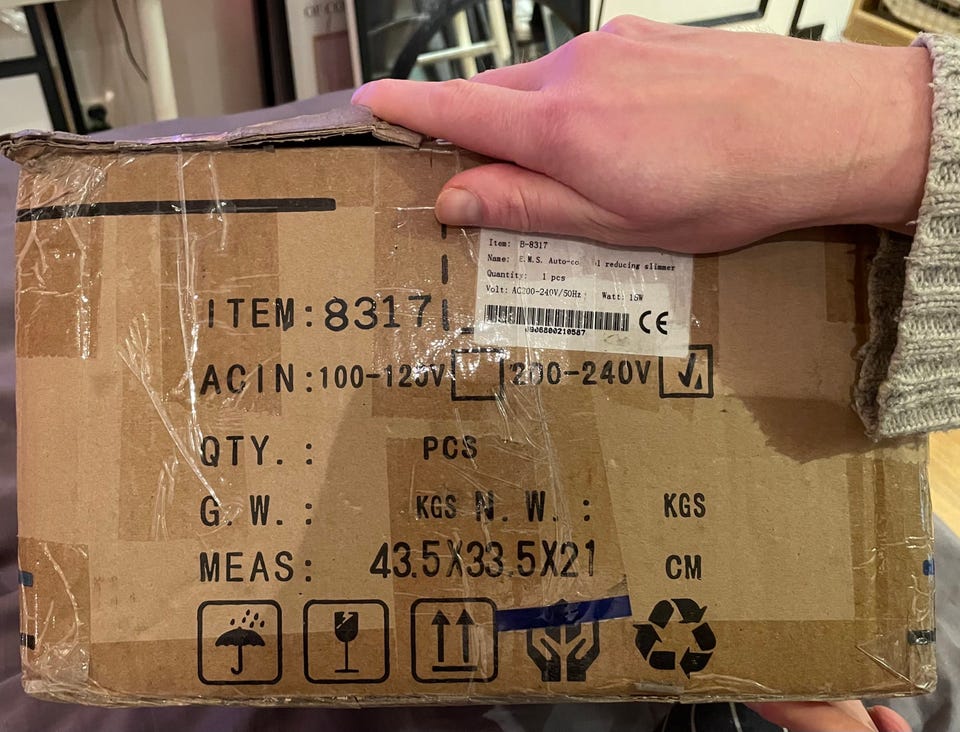 Item: B-8317
Name: E.M.S. Auto-co l reducing slimmer
Quantity: 1 pcs
Volt: AC200-240V/50Hz Watt: 15W
0906800210587
CE
ITEM:8317
ACIN:100-120V 200-240V
QTY.: PCS
G.W.: KGS N.W.: KGS
MEAS: 43.5X33.5X21 CM